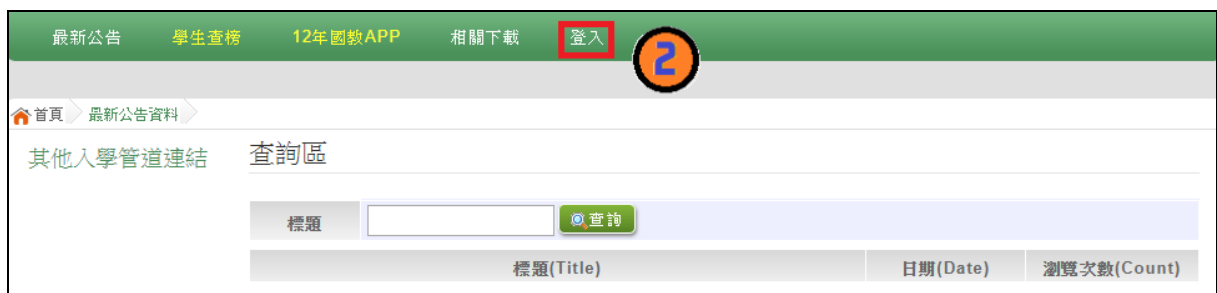 最新公告 學生查榜 12年國教APP 相關下載 登入
2
首頁 最新公告資料
其他入學管道連結 查詢區
標題 查詢
標題(Title) 日期(Date) 瀏覽次數(Count)